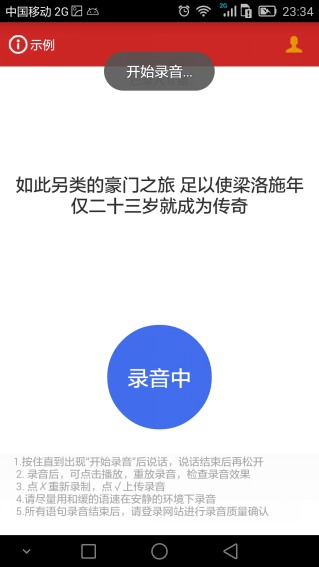 中国移动 2G 2G 23:34
示例
开始录音...
如此另类的豪门之旅 足以使梁洛施年
仅二十三岁就成为传奇
录音中
1.按住直到出现“开始录音”后说话，说话结束后再松开
2. 录音后，可点击播放，重放录音，检查录音效果
3. 点 X 重新录制，点 √ 上传录音
4.请尽量用和缓的语速在安静的环境下录音
5.所有语句录音结束后，请登录网站进行录音质量确认